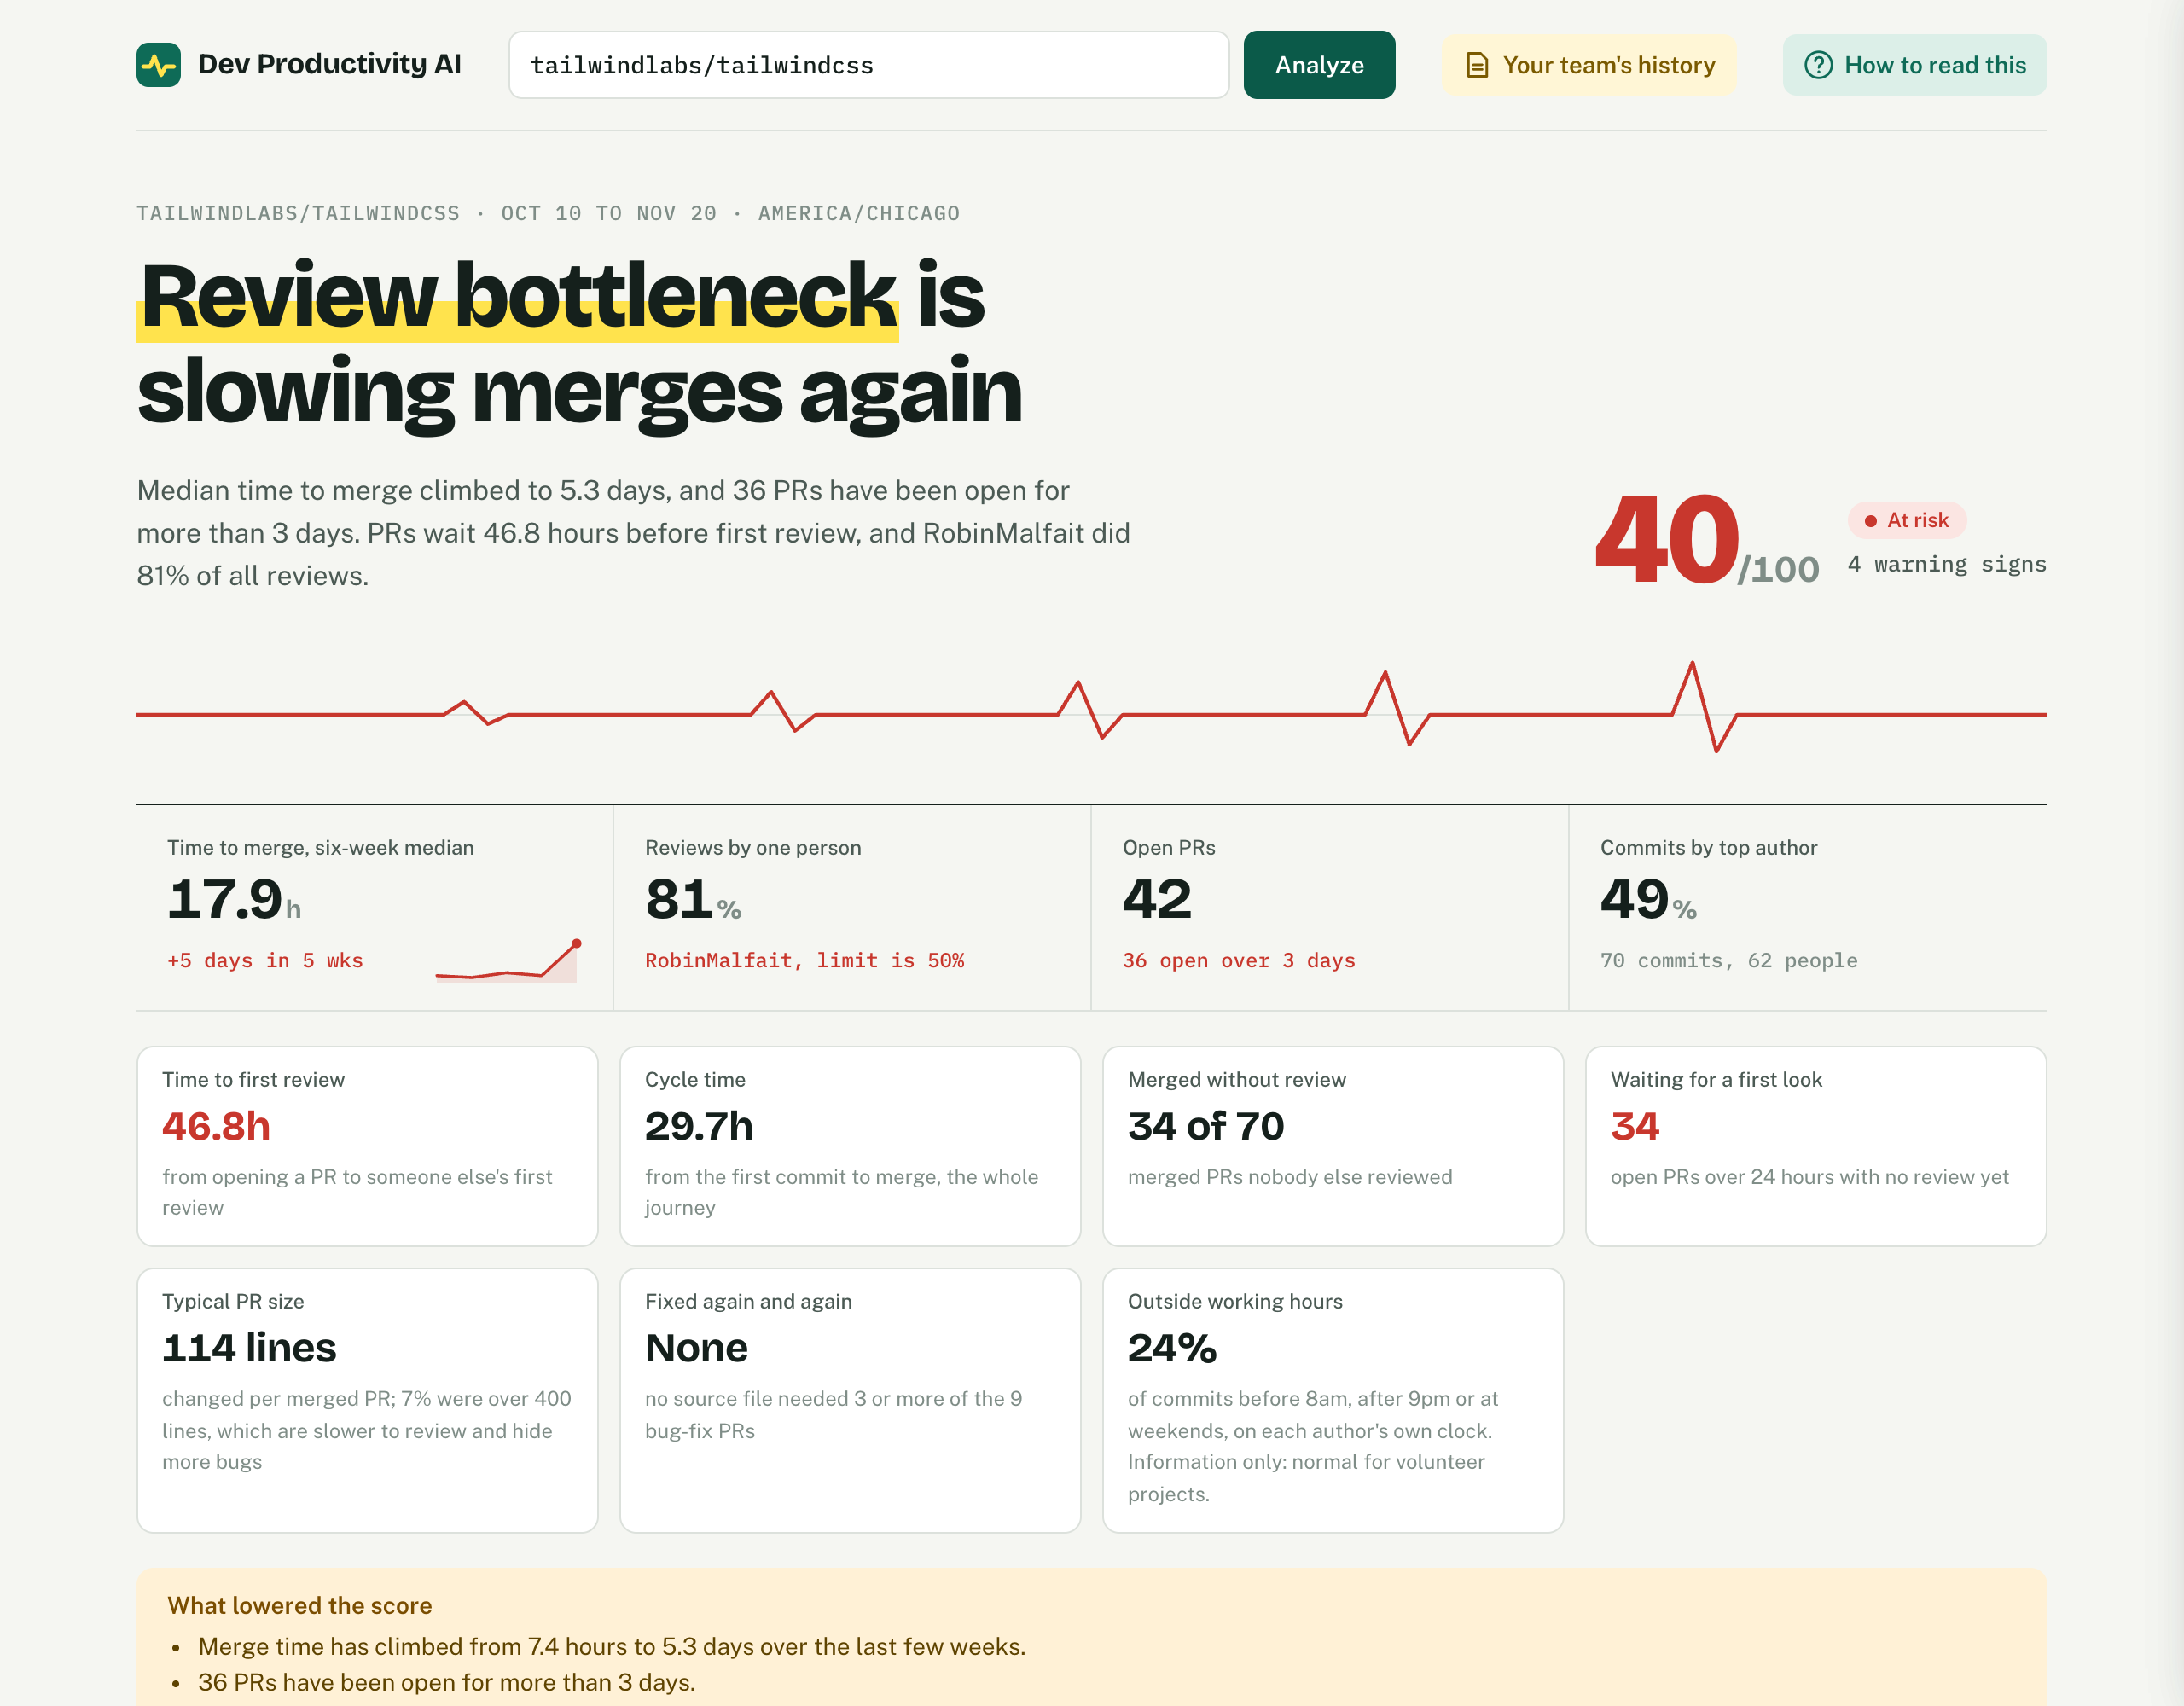 Dev Productivity AI
tailwindlabs/tailwindcss
Analyze
Your team's history
How to read this
TAILWINDLABS/TAILWINDCSS · OCT 10 TO NOV 20 · AMERICA/CHICAGO
Review bottleneck is
slowing merges again
Median time to merge climbed to 5.3 days, and 36 PRs have been open for
more than 3 days. PRs wait 46.8 hours before first review, and RobinMalfait did
81% of all reviews.
40/100
At risk
4 warning signs
Time to merge, six-week median
17.9h
+5 days in 5 wks
Reviews by one person
81%
RobinMalfait, limit is 50%
Open PRs
42
36 open over 3 days
Commits by top author
49%
70 commits, 62 people
Time to first review
46.8h
from opening a PR to someone else's first
review
Cycle time
29.7h
from the first commit to merge, the whole
journey
Merged without review
34 of 70
merged PRs nobody else reviewed
Waiting for a first look
34
open PRs over 24 hours with no review yet
Typical PR size
114 lines
changed per merged PR; 7% were over 400
lines, which are slower to review and hide
more bugs
Fixed again and again
None
no source file needed 3 or more of the 9
bug-fix PRs
Outside working hours
24%
of commits before 8am, after 9pm or at
weekends, on each author's own clock.
Information only: normal for volunteer
projects.
What lowered the score
• Merge time has climbed from 7.4 hours to 5.3 days over the last few weeks.
• 36 PRs have been open for more than 3 days.